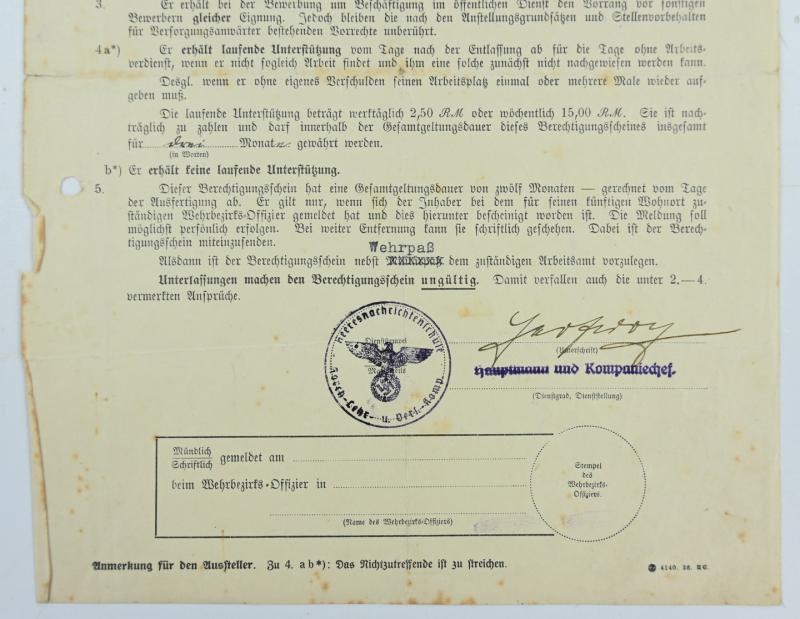 3. Er erhält bei der Bewerbung um Beschäftigung im öffentlichen Dienst den Vorrang vor sonstigen
Bewerbern gleicher Eignung. Jedoch bleiben die nach den Anstellungsgrundsätzen und Stellenvorbehalten
für Versorgungsanwärter bestehenden Vorrechte unberührt.
4a*) Er erhält laufende Unterstützung vom Tage nach der Entlassung ab für die Tage ohne Arbeits-
verdienst, wenn er nicht sogleich Arbeit findet und ihm eine solche zunächst nicht nachgewiesen werden kann.
Desgl. wenn er ohne eigenes Verschulden seinen Arbeitsplatz einmal oder mehrere Male wieder auf-
geben muß.
Die laufende Unterstützung beträgt werktäglich 2,50 RM oder wöchentlich 15,00 RM. Sie ist nach-
träglich zu zahlen und darf innerhalb der Gesamtgeltungsdauer dieses Berechtigungsscheines insgesamt
für drei Monate gewährt werden.
(in Worten)
b*) Er erhält keine laufende Unterstützung.
5. Dieser Berechtigungsschein hat eine Gesamtgeltungsdauer von zwölf Monaten — gerechnet vom Tage
der Ausfertigung ab. Er gilt nur, wenn sich der Inhaber bei dem für seinen künftigen Wohnort zu-
ständigen Wehrbezirks-Offizier gemeldet hat und dies hierunter bescheinigt worden ist. Die Meldung soll
möglichst persönlich erfolgen. Bei weiter Entfernung kann sie schriftlich geschehen. Dabei ist der Berech-
tigungsschein miteinzusenden.
Wehrpaß
Alsdann ist der Berechtigungsschein nebst dem zuständigen Arbeitsamt vorzulegen.
Unterlassungen machen den Berechtigungsschein ungültig. Damit verfallen auch die unter 2.—4.
vermerkten Ansprüche.
Heeresnachrichtenschule
Dienststempel
Lehr- u. Vers.-Komp.
(Unterschrift)
Hauptmann und Kompaniechef.
(Dienstgrad, Dienststellung)
Mündlich
Schriftlich gemeldet am
beim Wehrbezirks-Offizier in
(Name des Wehrbezirks-Offiziers)
Stempel
des
Wehrbezirks-
Offiziers.
Anmerkung für den Aussteller. Zu 4. ab*): Das Nichtzutreffende ist zu streichen.
4140. 36.